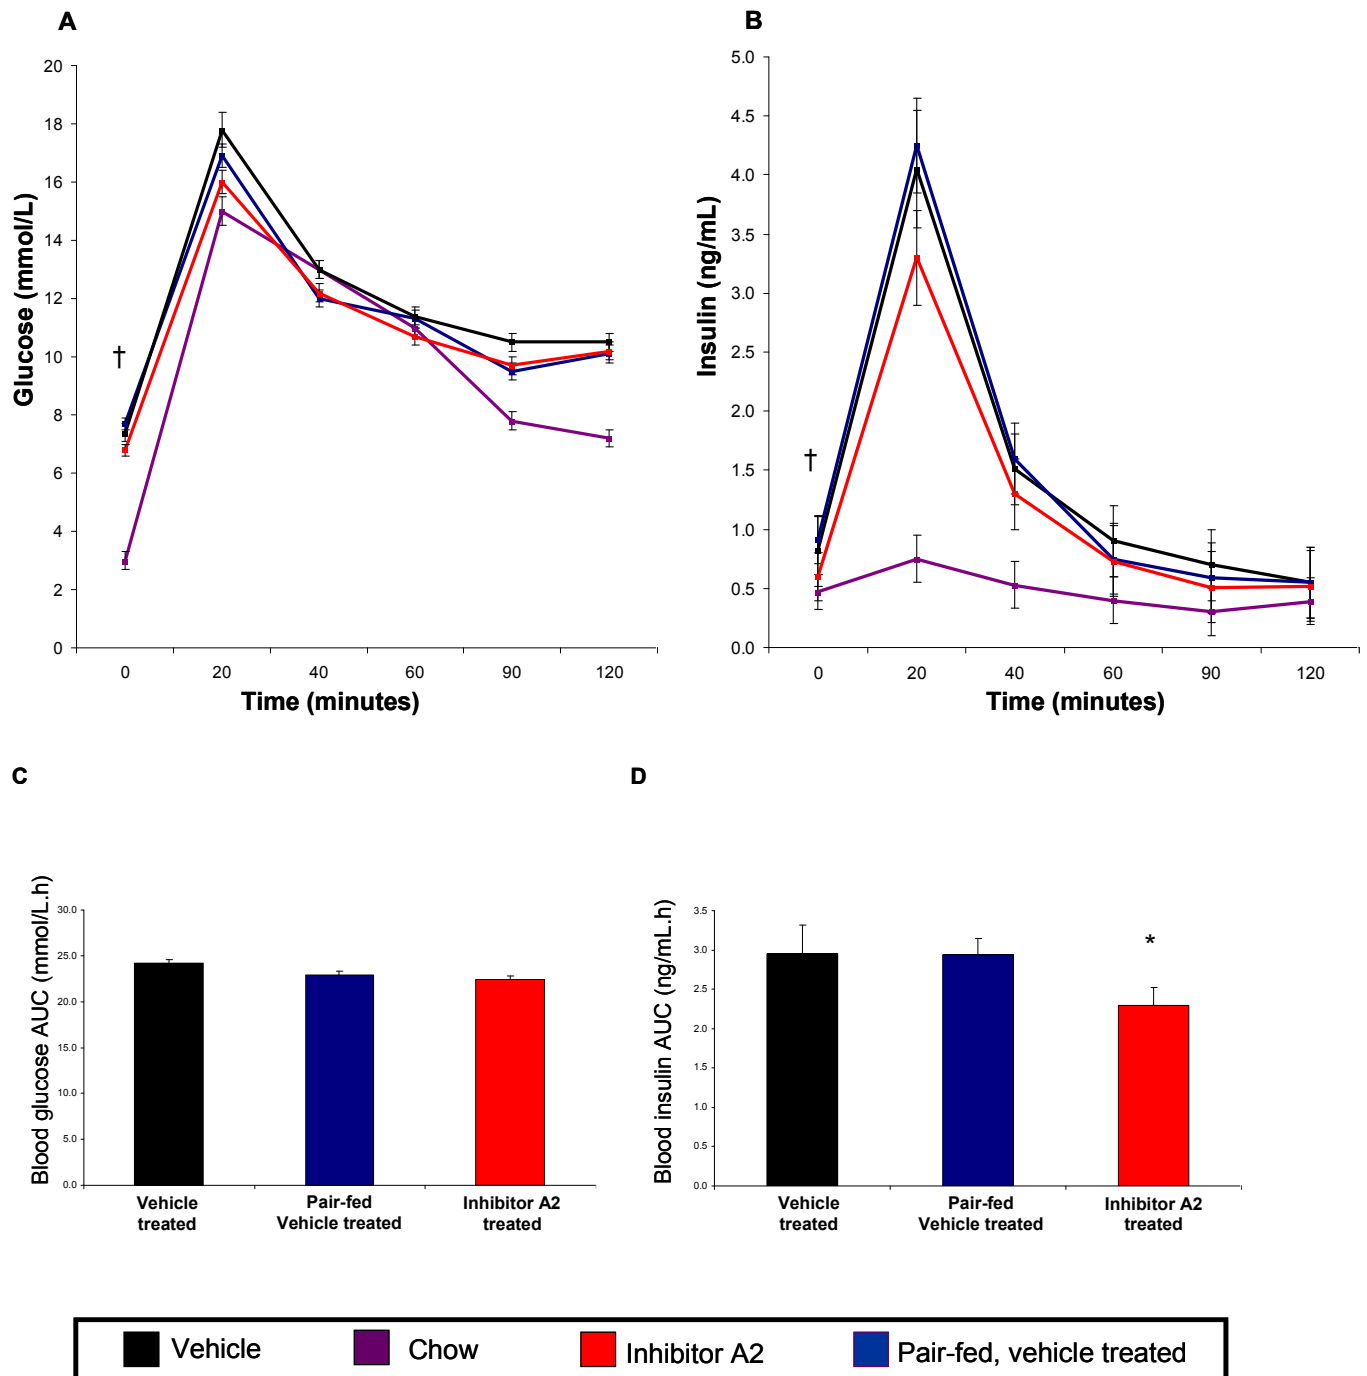 A
20
18
16
14
12
10
8
6
4
2
0
Glucose (mmol/L)
†
0 20 40 60 90 120
Time (minutes)
B
5.0
4.5
4.0
3.5
3.0
2.5
2.0
1.5
1.0
0.5
0.0
Insulin (ng/mL)
†
0 20 40 60 90 120
Time (minutes)
C
30.0
25.0
20.0
15.0
10.0
5.0
0.0
Blood glucose AUC (mmol/L.h)
Vehicle
treated
Pair-fed
Vehicle treated
Inhibitor A2
treated
D
3.5
3.0
2.5
2.0
1.5
1.0
0.5
0.0
Blood insulin AUC (ng/mL.h)
*
Vehicle
treated
Pair-fed
Vehicle treated
Inhibitor A2
treated
Vehicle
Chow
Inhibitor A2
Pair-fed, vehicle treated